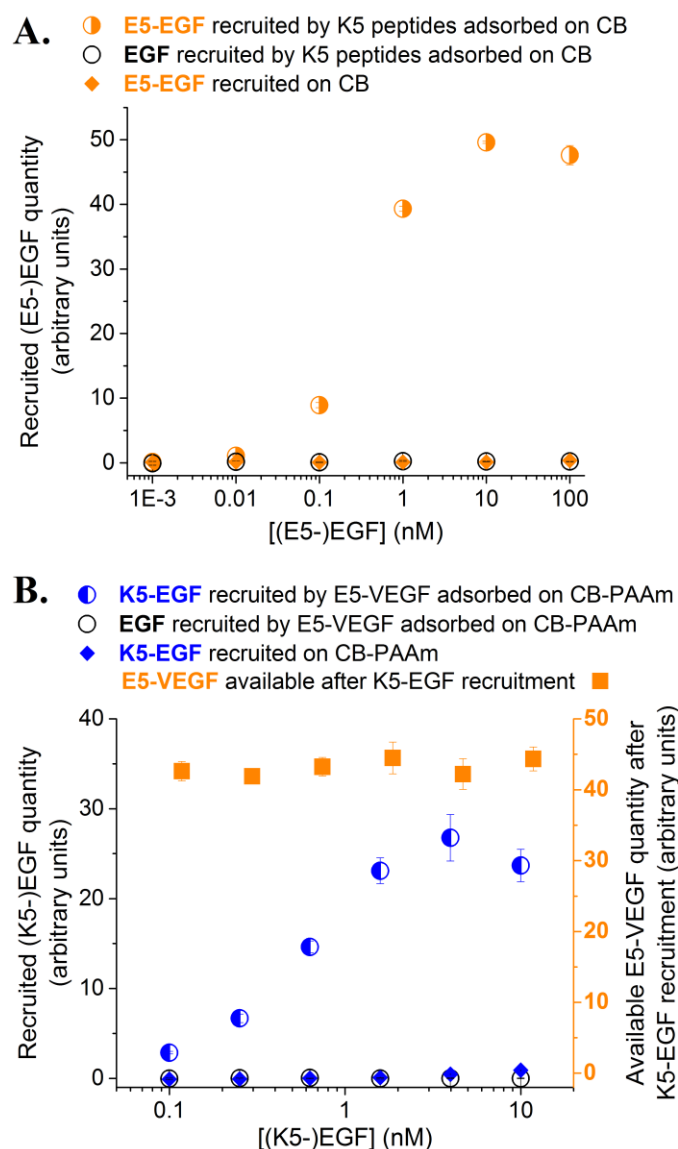 A.
E5-EGF recruited by K5 peptides adsorbed on CB
EGF recruited by K5 peptides adsorbed on CB
E5-EGF recruited on CB
Recruited (E5-)EGF quantity
(arbitrary units)
50
40
30
20
10
0
1E-3 0.01 0.1 1 10 100
[(E5-)EGF] (nM)
B.
K5-EGF recruited by E5-VEGF adsorbed on CB-PAAm
EGF recruited by E5-VEGF adsorbed on CB-PAAm
K5-EGF recruited on CB-PAAm
E5-VEGF available after K5-EGF recruitment
Recruited (K5-)EGF quantity
(arbitrary units)
40
30
20
10
0
50
40
30
20
10
0
Available E5-VEGF quantity after
K5-EGF recruitment (arbitrary units)
0.1 1 10
[(K5-)EGF] (nM)